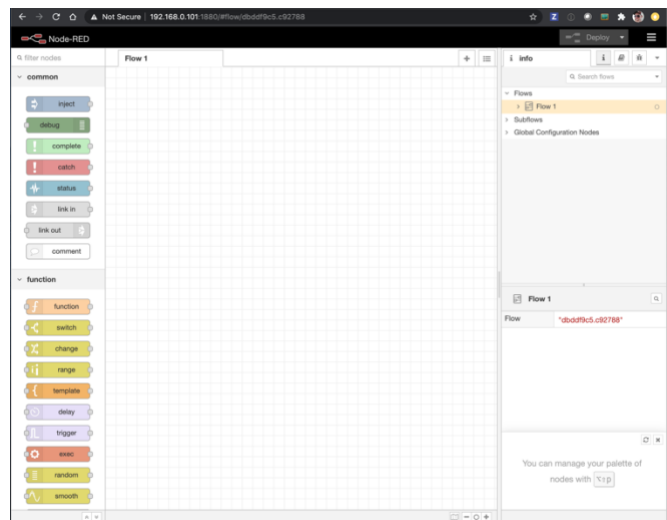 Not Secure | 192.168.0.101:1880/#flow/dbddf9c5.c92788
Node-RED
Deploy
filter nodes
common
inject
debug
complete
catch
status
link in
link out
comment
function
function
switch
change
range
template
delay
trigger
exec
random
smooth
Flow 1
i info
i
Search flows
Flows
Flow 1
Subflows
Global Configuration Nodes
Flow 1
Flow "dbddf9c5.c92788"
You can manage your palette of
nodes with ⌥⇧p